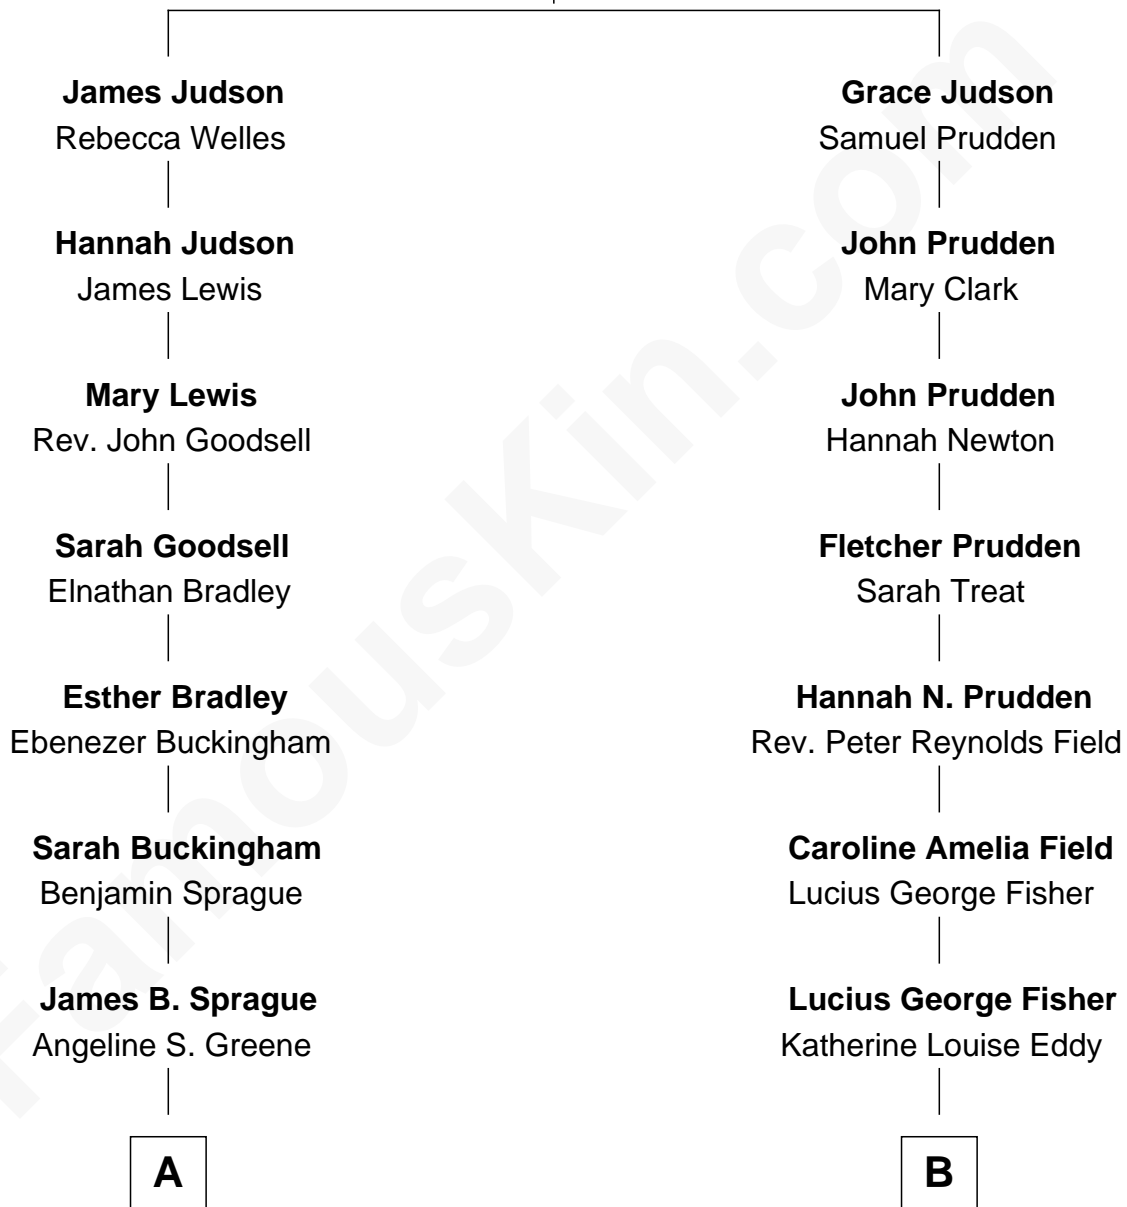 James Judson
Rebecca Welles
Grace Judson
Samuel Prudden
Hannah Judson
James Lewis
John Prudden
Mary Clark
Mary Lewis
Rev. John Goodsell
John Prudden
Hannah Newton
Sarah Goodsell
Elnathan Bradley
Fletcher Prudden
Sarah Treat
Esther Bradley
Ebenezer Buckingham
Hannah N. Prudden
Rev. Peter Reynolds Field
Sarah Buckingham
Benjamin Sprague
Caroline Amelia Field
Lucius George Fisher
James B. Sprague
Angeline S. Greene
Lucius George Fisher
Katherine Louise Eddy
A
B
FamousKin.com